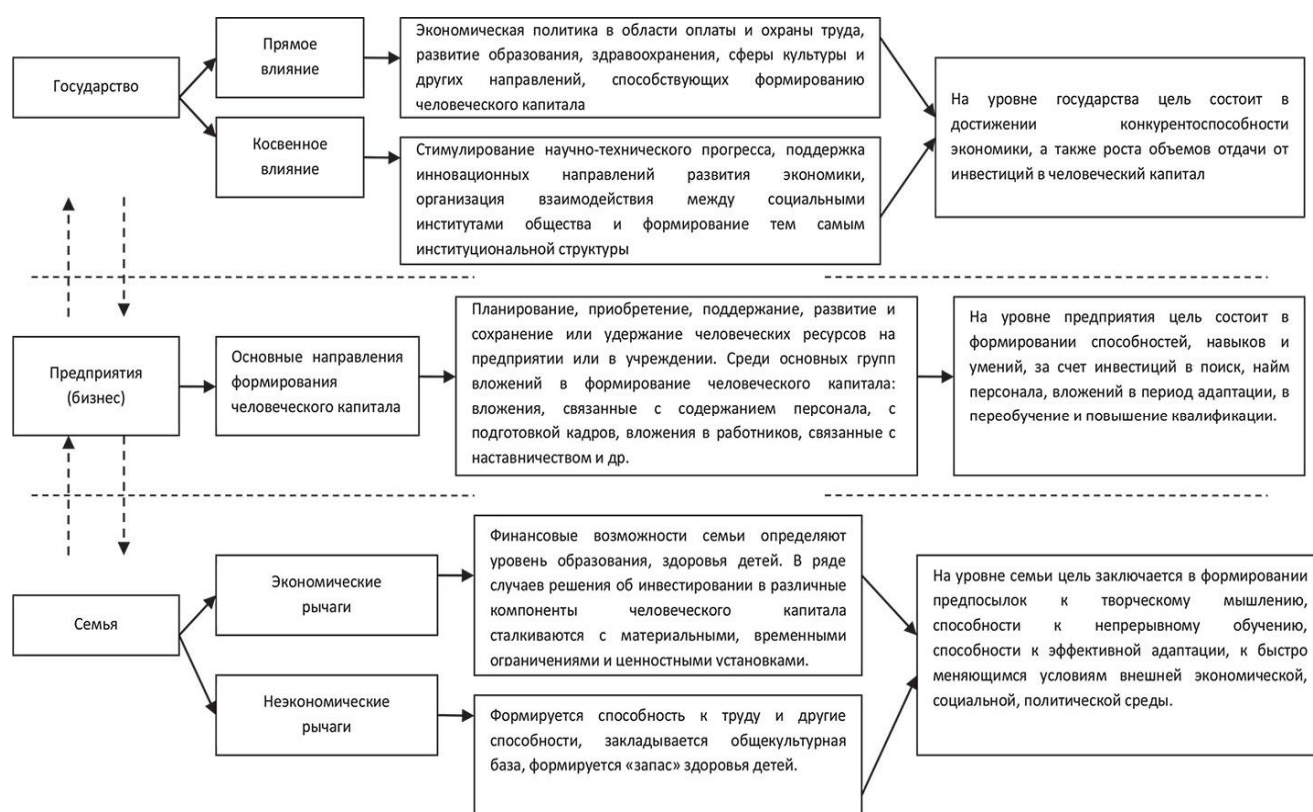 Государство
Прямое
влияние
Экономическая политика в области оплаты и охраны труда,
развитие образования, здравоохранения, сферы культуры и
других направлений, способствующих формированию
человеческого капитала
Косвенное
влияние
Стимулирование научно-технического прогресса, поддержка
инновационных направлений развития экономики,
организация взаимодействия между социальными
институтами общества и формирование тем самым
институциональной структуры
На уровне государства цель состоит в
достижении конкурентоспособности
экономики, а также роста объемов отдачи от
инвестиций в человеческий капитал
Предприятия
(бизнес)
Основные направления
формирования
человеческого капитала
Планирование, приобретение, поддержание, развитие и
сохранение или удержание человеческих ресурсов на
предприятии или в учреждении. Среди основных групп
вложений в формирование человеческого капитала:
вложения, связанные с содержанием персонала, с
подготовкой кадров, вложения в работников, связанные с
наставничеством и др.
На уровне предприятия цель состоит в
формировании способностей, навыков и
умений, за счет инвестиций в поиск, найм
персонала, вложений в период адаптации, в
переобучение и повышение квалификации.
Семья
Экономические
рычаги
Финансовые возможности семьи определяют
уровень образования, здоровья детей. В ряде
случаев решения об инвестировании в различные
компоненты человеческого капитала
сталкиваются с материальными, временными
ограничениями и ценностными установками.
Неэкономические
рычаги
Формируется способность к труду и другие
способности, закладывается общекультурная
база, формируется «запас» здоровья детей.
На уровне семьи цель заключается в формировании
предпосылок к творческому мышлению,
способности к непрерывному обучению,
способности к эффективной адаптации, к быстро
меняющимся условиям внешней экономической,
социальной, политической среды.